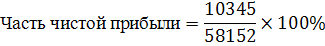 Часть чистой прибыли = 10345/58152 × 100%